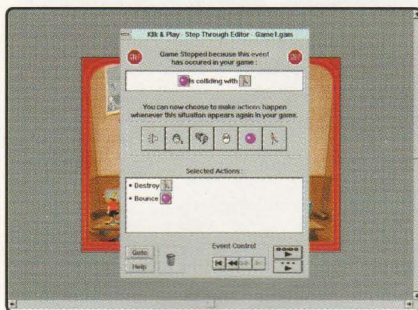 Klik & Play - Step Through Editor - Game1.gam
STOP
Game Stopped because this event
has occured in your game :
STOP
is colliding with
You can now choose to make actions happen
whenever this situation appears again in your game.
Selected Actions :
• Destroy
• Bounce
Goto
Event Control
Help